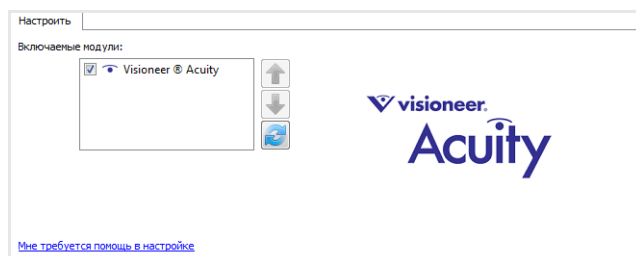 Настроить
Включаемые модули:
Visioneer ® Acuity
visioneer.
Acuity
Мне требуется помощь в настройке